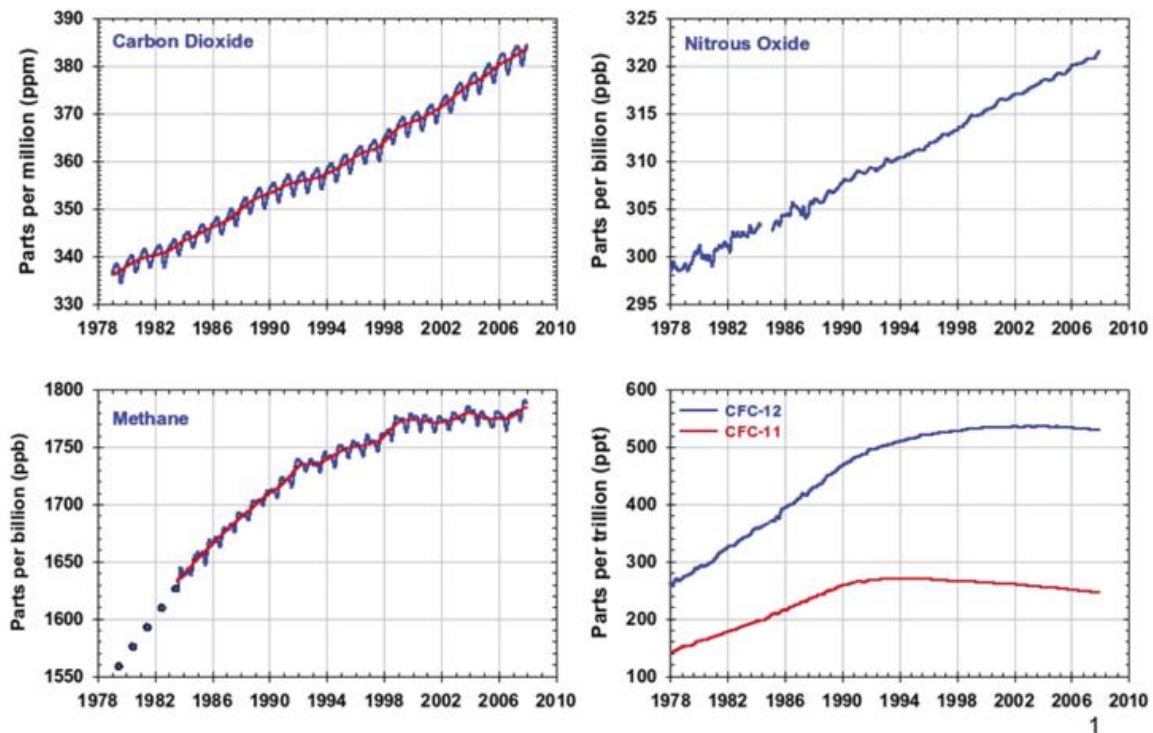 Carbon Dioxide
Parts per million (ppm)
390
380
370
360
350
340
330
1978 1982 1986 1990 1994 1998 2002 2006 2010
Nitrous Oxide
Parts per billion (ppb)
325
320
315
310
305
300
295
1978 1982 1986 1990 1994 1998 2002 2006 2010
Methane
Parts per billion (ppb)
1800
1750
1700
1650
1600
1550
1978 1982 1986 1990 1994 1998 2002 2006 2010
CFC-12
CFC-11
Parts per trillion (ppt)
600
500
400
300
200
100
1978 1982 1986 1990 1994 1998 2002 2006 2010
1